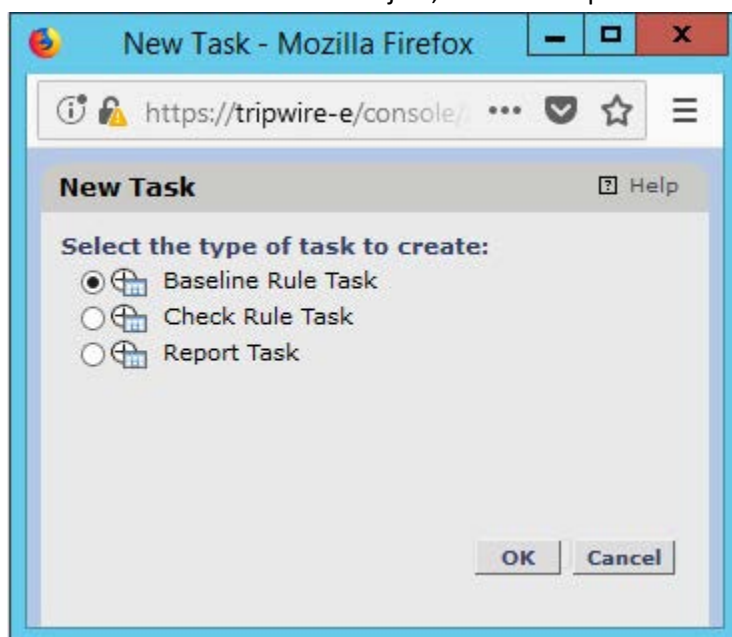 New Task - Mozilla Firefox
https://tripwire-e/console/
New Task
? Help
Select the type of task to create:
Baseline Rule Task
Check Rule Task
Report Task
OK Cancel